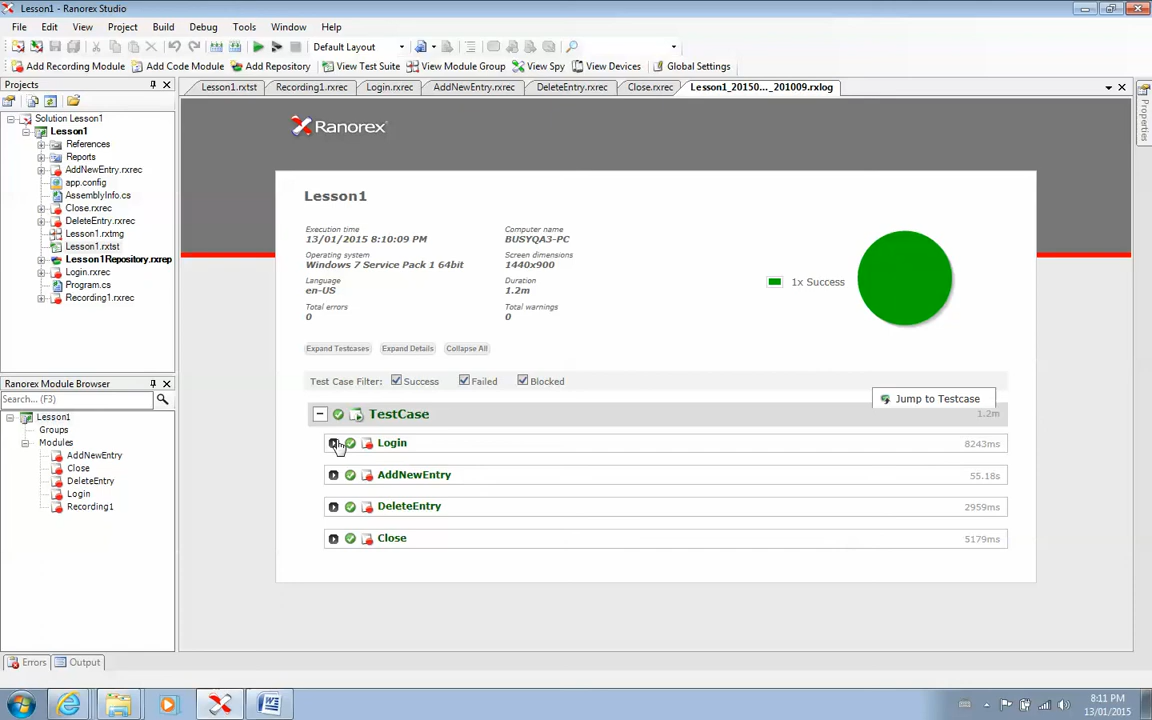 Lesson1 - Ranorex Studio
File Edit View Project Build Debug Tools Window Help
Default Layout
Add Recording Module Add Code Module Add Repository View Test Suite View Module Group View Spy View Devices Global Settings
Projects
Lesson1.rxtst Recording1.rxrec Login.rxrec AddNewEntry.rxrec DeleteEntry.rxrec Close.rxrec Lesson1_20150..._201009.rxlog
Properties
Solution Lesson1
Lesson1
References
Reports
AddNewEntry.rxrec
app.config
AssemblyInfo.cs
Close.rxrec
DeleteEntry.rxrec
Lesson1.rxtmg
Lesson1.rxtst
Lesson1Repository.rxrep
Login.rxrec
Program.cs
Recording1.rxrec
Ranorex Module Browser
Search... (F3)
Lesson1
Groups
Modules
AddNewEntry
Close
DeleteEntry
Login
Recording1
Ranorex
Lesson1
Execution time
13/01/2015 8:10:09 PM
Computer name
BUSYQA3-PC
Operating system
Windows 7 Service Pack 1 64bit
Screen dimensions
1440x900
Language
en-US
Duration
1.2m
Total errors
0
Total warnings
0
1x Success
Expand Testcases Expand Details Collapse All
Test Case Filter: Success Failed Blocked
Jump to Testcase
TestCase 1.2m
Login 8243ms
AddNewEntry 55.18s
DeleteEntry 2959ms
Close 5179ms
Errors Output
8:11 PM
13/01/2015